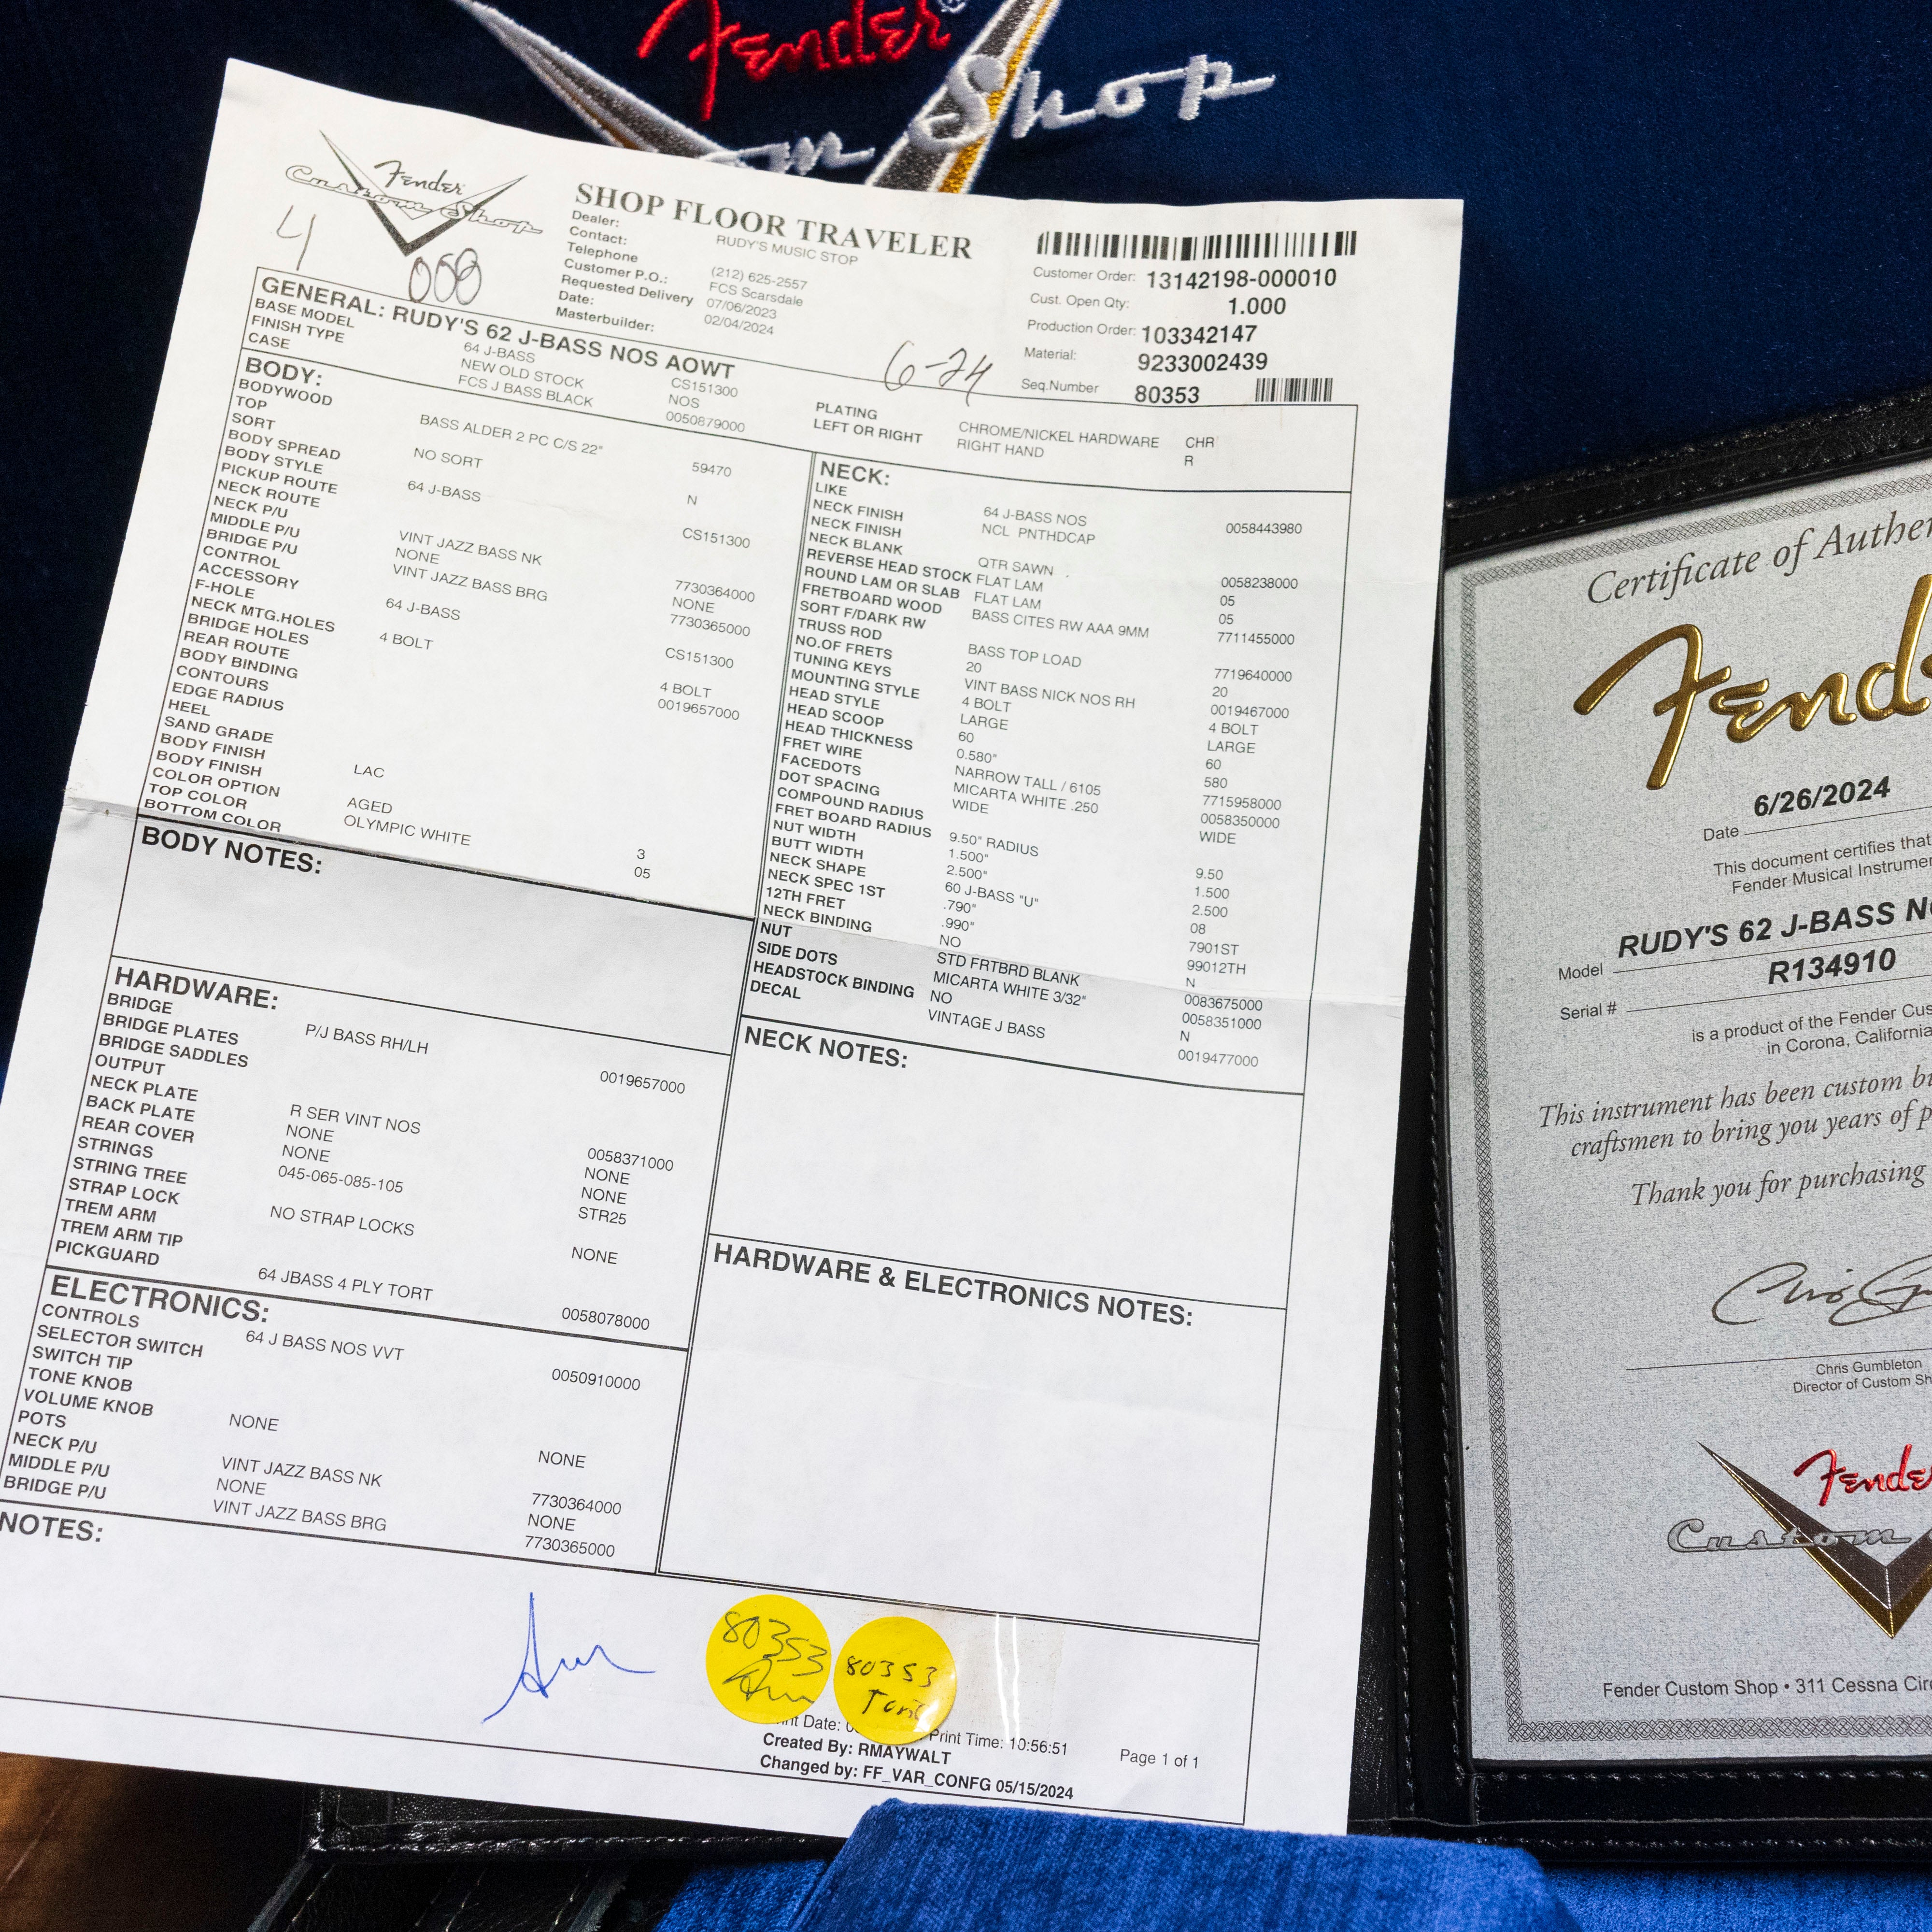 Fender®
om Shop
Fender
Custom Shop
SHOP FLOOR TRAVELER
Dealer: RUDY'S MUSIC STOP
Contact:
Telephone (212) 625-2557
Customer P.O.: FCS Scarsdale
Requested Delivery 07/06/2023
Date: 02/04/2024
Masterbuilder:
Customer Order: 13142198-000010
Cust. Open Qty: 1.000
Production Order: 103342147
Material: 9233002439
Seq.Number 80353
6-24
GENERAL: RUDY'S 62 J-BASS NOS AOWT
BASE MODEL 64 J-BASS CS151300
FINISH TYPE NEW OLD STOCK NOS
CASE FCS J BASS BLACK 0050879000
PLATING CHROME/NICKEL HARDWARE CHR
LEFT OR RIGHT RIGHT HAND R
BODY:
BODYWOOD BASS ALDER 2 PC C/S 22" 59470
TOP
SORT NO SORT N
BODY SPREAD
BODY STYLE 64 J-BASS CS151300
PICKUP ROUTE
NECK ROUTE
NECK P/U VINT JAZZ BASS NK 7730364000
MIDDLE P/U NONE NONE
BRIDGE P/U VINT JAZZ BASS BRG 7730365000
CONTROL 64 J-BASS CS151300
ACCESSORY
F-HOLE
NECK MTG.HOLES 4 BOLT 4 BOLT
BRIDGE HOLES 0019657000
REAR ROUTE
BODY BINDING
CONTOURS
EDGE RADIUS
HEEL
SAND GRADE
BODY FINISH LAC
BODY FINISH
COLOR OPTION AGED 3
TOP COLOR OLYMPIC WHITE 05
BOTTOM COLOR
BODY NOTES:
HARDWARE:
BRIDGE P/J BASS RH/LH 0019657000
BRIDGE PLATES
BRIDGE SADDLES
OUTPUT
NECK PLATE R SER VINT NOS 0058371000
BACK PLATE NONE NONE
REAR COVER NONE NONE
STRINGS 045-065-085-105 STR25
STRING TREE
STRAP LOCK NO STRAP LOCKS NONE
TREM ARM
TREM ARM TIP
PICKGUARD 64 JBASS 4 PLY TORT 0058078000
ELECTRONICS:
CONTROLS 64 J BASS NOS VVT 0050910000
SELECTOR SWITCH
SWITCH TIP
TONE KNOB
VOLUME KNOB NONE NONE
POTS
NECK P/U VINT JAZZ BASS NK 7730364000
MIDDLE P/U NONE NONE
BRIDGE P/U VINT JAZZ BASS BRG 7730365000
NOTES:
NECK:
LIKE 64 J-BASS NOS 0058443980
NECK FINISH NCL PNTHDCAP
NECK FINISH
NECK BLANK QTR SAWN 0058238000
REVERSE HEAD STOCK FLAT LAM 05
ROUND LAM OR SLAB FLAT LAM 05
FRETBOARD WOOD BASS CITES RW AAA 9MM 7711455000
SORT F/DARK RW
TRUSS ROD BASS TOP LOAD 7719640000
NO.OF FRETS 20 20
TUNING KEYS VINT BASS NICK NOS RH 0019467000
MOUNTING STYLE 4 BOLT 4 BOLT
HEAD STYLE LARGE LARGE
HEAD SCOOP 60 60
HEAD THICKNESS 0.580" 580
FRET WIRE NARROW TALL / 6105 7715958000
FACEDOTS MICARTA WHITE .250 0058350000
DOT SPACING WIDE WIDE
COMPOUND RADIUS
FRET BOARD RADIUS 9.50" RADIUS 9.50
NUT WIDTH 1.500" 1.500
BUTT WIDTH 2.500" 2.500
NECK SHAPE 60 J-BASS "U" 08
NECK SPEC 1ST .790" 7901ST
12TH FRET .990" 99012TH
NECK BINDING NO N
NUT STD FRTBRD BLANK 0083675000
SIDE DOTS MICARTA WHITE 3/32" 0058351000
HEADSTOCK BINDING NO N
DECAL VINTAGE J BASS 0019477000
NECK NOTES:
HARDWARE & ELECTRONICS NOTES:
80353
80353
Tort
Print Time: 10:56:51
Created By: RMAYWALT
Changed by: FF_VAR_CONFG 05/15/2024
Page 1 of 1
Certificate of Authen
Fend
6/26/2024
Date
This document certifies that
Fender Musical Instrumen
RUDY'S 62 J-BASS N
Model
R134910
Serial #
is a product of the Fender Cus
in Corona, California
This instrument has been custom bu
craftsmen to bring you years of p
Thank you for purchasing
Chris Gumbleton
Director of Custom Sh
Fende
Custom
Fender Custom Shop • 311 Cessna Circ